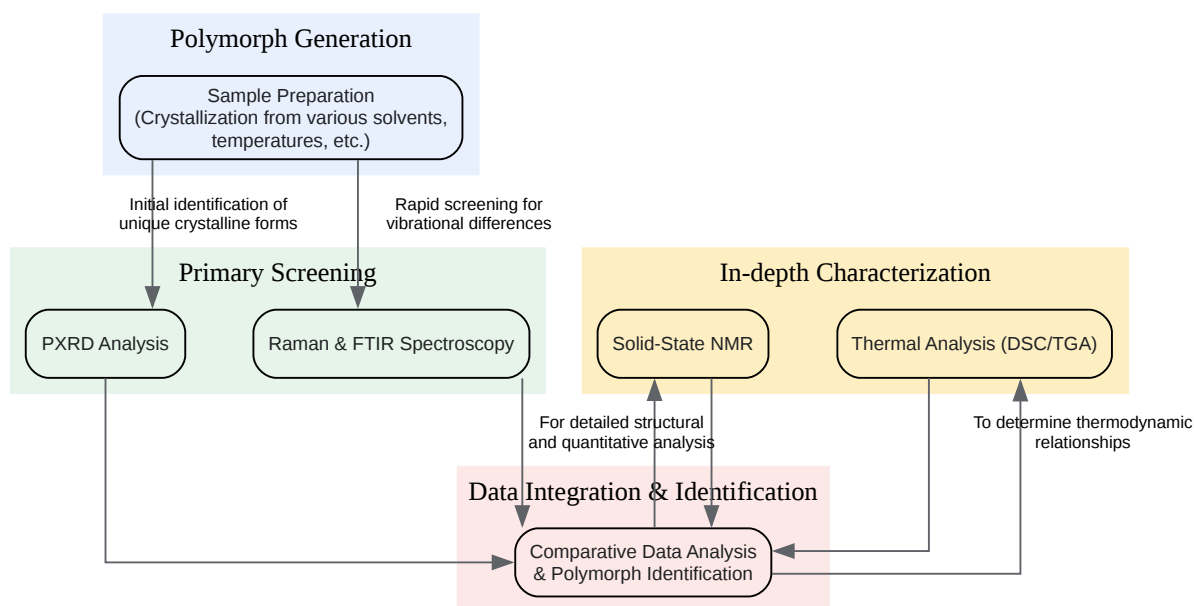 Polymorph Generation
Sample Preparation
(Crystallization from various solvents,
temperatures, etc.)
Initial identification of
unique crystalline forms
Rapid screening for
vibrational differences
Primary Screening
PXRD Analysis
Raman & FTIR Spectroscopy
In-depth Characterization
Solid-State NMR
Thermal Analysis (DSC/TGA)
For detailed structural
and quantitative analysis
To determine thermodynamic
relationships
Data Integration & Identification
Comparative Data Analysis
& Polymorph Identification